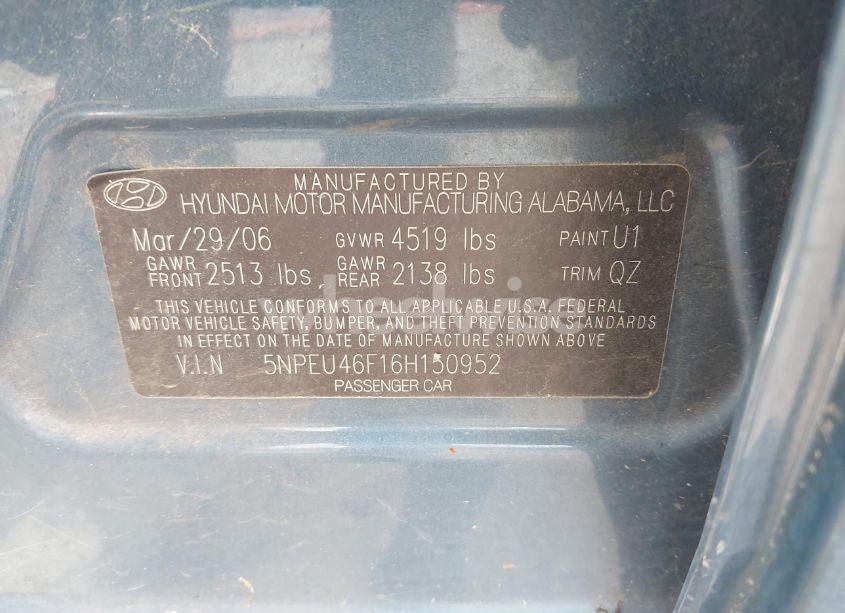 MANUFACTURED BY
HYUNDAI MOTOR MANUFACTURING ALABAMA, LLC
Mar/29/06 GVWR 4519 lbs PAINT U1
GAWR FRONT 2513 lbs GAWR REAR 2138 lbs TRIM QZ
THIS VEHICLE CONFORMS TO ALL APPLICABLE U.S.A. FEDERAL
MOTOR VEHICLE SAFETY, BUMPER, AND THEFT PREVENTION STANDARDS
IN EFFECT ON THE DATE OF MANUFACTURE SHOWN ABOVE
V.I.N 5NPEU46F16H150952
PASSENGER CAR